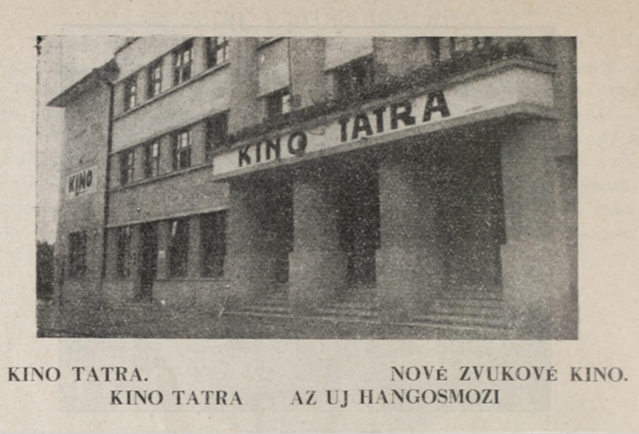 KINO TATRA
KINO
KINO TATRA. NOVÉ ZVUKOVÉ KINO.
KINO TATRA AZ UJ HANGOSMOZI